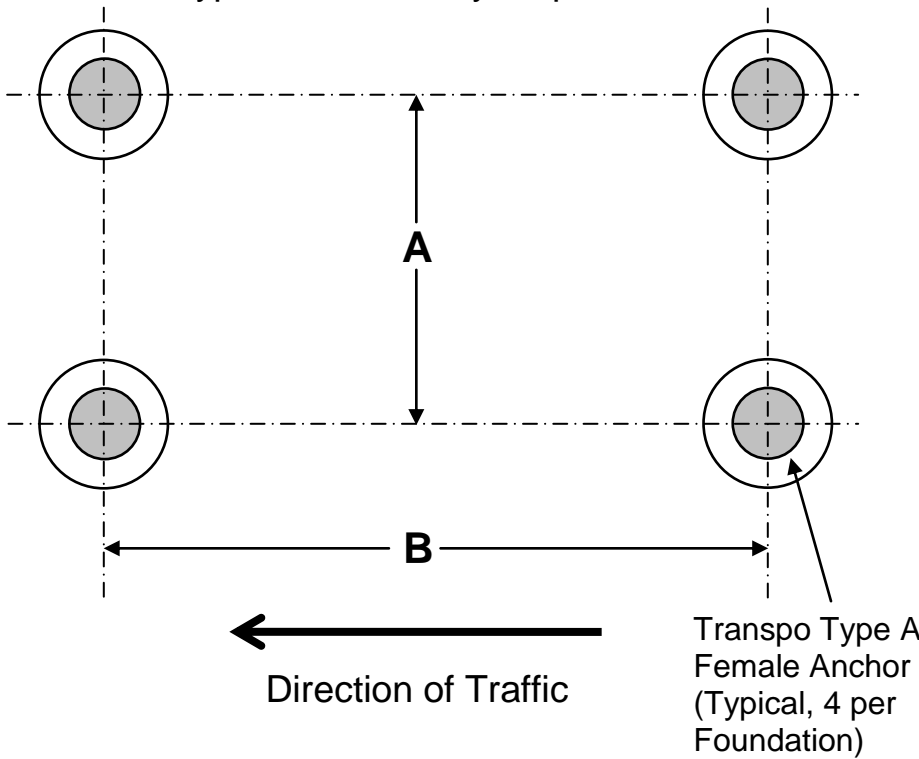 A
B
Direction of Traffic
Transpo Type A
Female Anchor
(Typical, 4 per
Foundation)